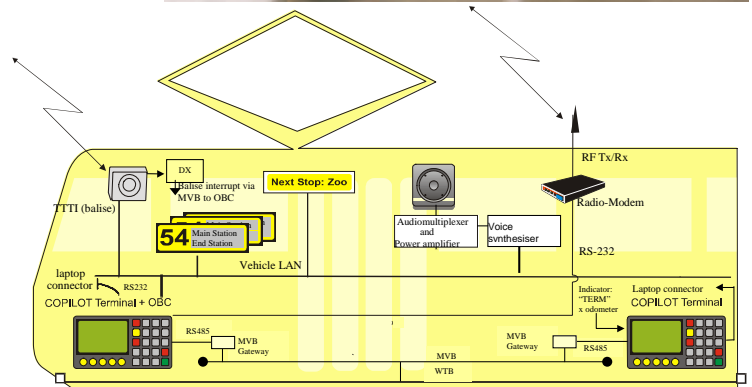 RF Tx/Rx
DX
Balise interrupt via
MVB to OBC
Next Stop: Zoo
TTTI (balise)
Radio-Modem
54
Main Station
End Station
Audiomultiplexer
and
Power amplifier
Voice
synthesiser
Vehicle LAN
RS-232
laptop
connector
RS232
COPILOT Terminal + OBC
Indicator:
"TERM"
x odometer
Laptop connector
COPILOT Terminal
RS485
MVB
Gateway
MVB
Gateway
RS485
MVB
WTB